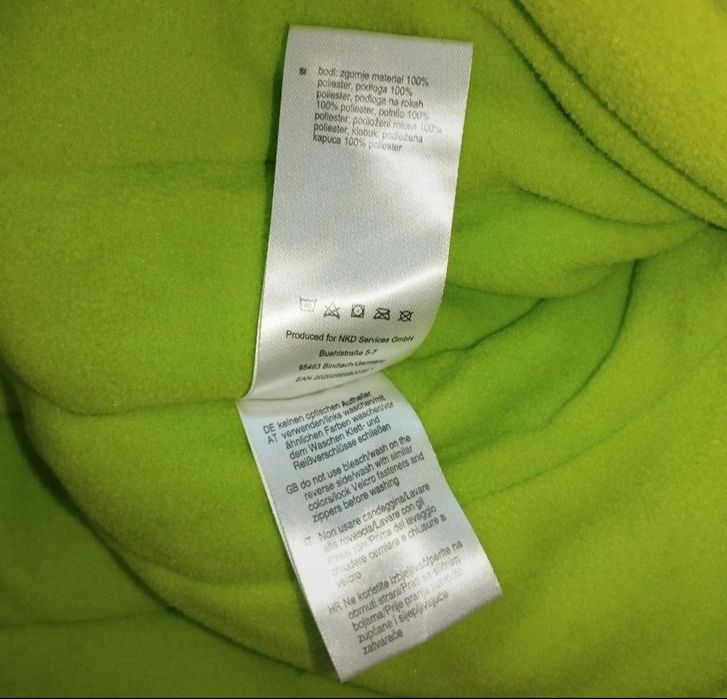 SI bodi: zgornje material 100%
poliester, podloga 100%
poliester, podloga na rokah
100% poliester, polnilo 100%
poliester, podloženi rokavi 100%
poliester, klobuk: podložena
kapuca 100% poliester
40
Produced for NKD Services GmbH
Buehlstraße 5-7
95463 Bindlach/Germany
DE keinen optischen Aufheller
AT verwenden/links waschen/mit
ähnlichen Farben waschen/vor
dem Waschen Klett- und
Reißverschlüsse schließen
GB do not use bleach/wash on the
reverse side/wash with similar
colors/lock Velcro fasteners and
zippers before washing
IT Non usare candeggina/Lavare
alla rovescia/Lavare con gli
Prima del lavaggio
chiudere cerniere e chiusure a
velcro
HR Ne koristite izbjeljivač/perite na
obrnuti strani/Prati sa sličnim
bojama/Prije pranja zatvorite
zupčane i sljepljivajuće
zatvarače